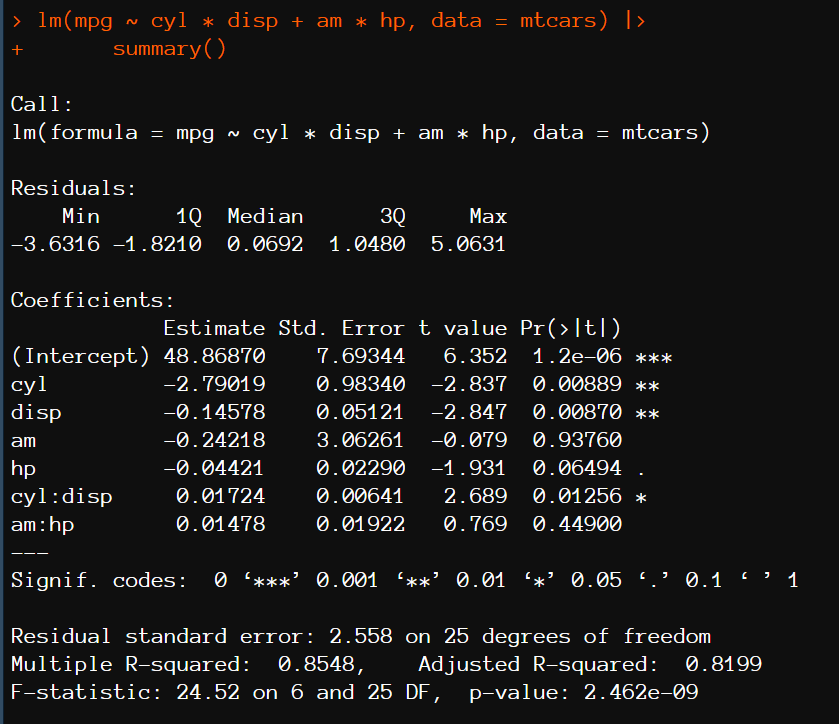 > lm(mpg ~ cyl * disp + am * hp, data = mtcars) |>
+       summary()

Call:
lm(formula = mpg ~ cyl * disp + am * hp, data = mtcars)

Residuals:
    Min      1Q  Median      3Q     Max
-3.6316 -1.8210  0.0692  1.0480  5.0631

Coefficients:
            Estimate Std. Error t value Pr(>|t|)
(Intercept) 48.86870    7.69344   6.352  1.2e-06 ***
cyl         -2.79019    0.98340  -2.837  0.00889 **
disp        -0.14578    0.05121  -2.847  0.00870 **
am          -0.24218    3.06261  -0.079  0.93760
hp          -0.04421    0.02290  -1.931  0.06494 .
cyl:disp     0.01724    0.00641   2.689  0.01256 *
am:hp        0.01478    0.01922   0.769  0.44900
---
Signif. codes:  0 ‘***’ 0.001 ‘**’ 0.01 ‘*’ 0.05 ‘.’ 0.1 ‘ ’ 1

Residual standard error: 2.558 on 25 degrees of freedom
Multiple R-squared:  0.8548,    Adjusted R-squared:  0.8199
F-statistic: 24.52 on 6 and 25 DF,  p-value: 2.462e-09